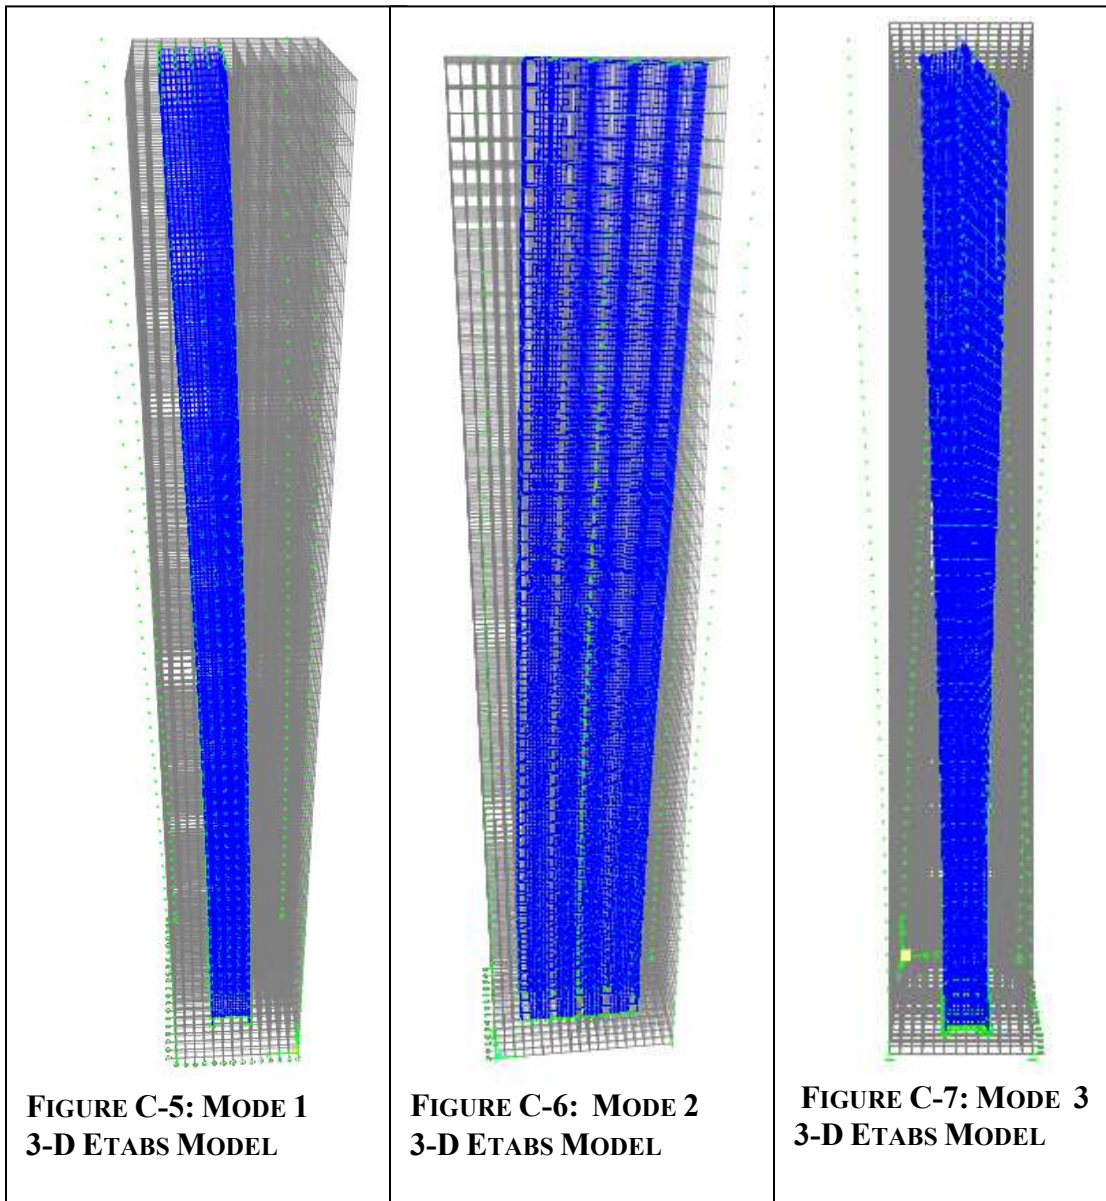 FIGURE C-5: MODE 1
3-D ETABS MODEL
FIGURE C-6: MODE 2
3-D ETABS MODEL
FIGURE C-7: MODE 3
3-D ETABS MODEL